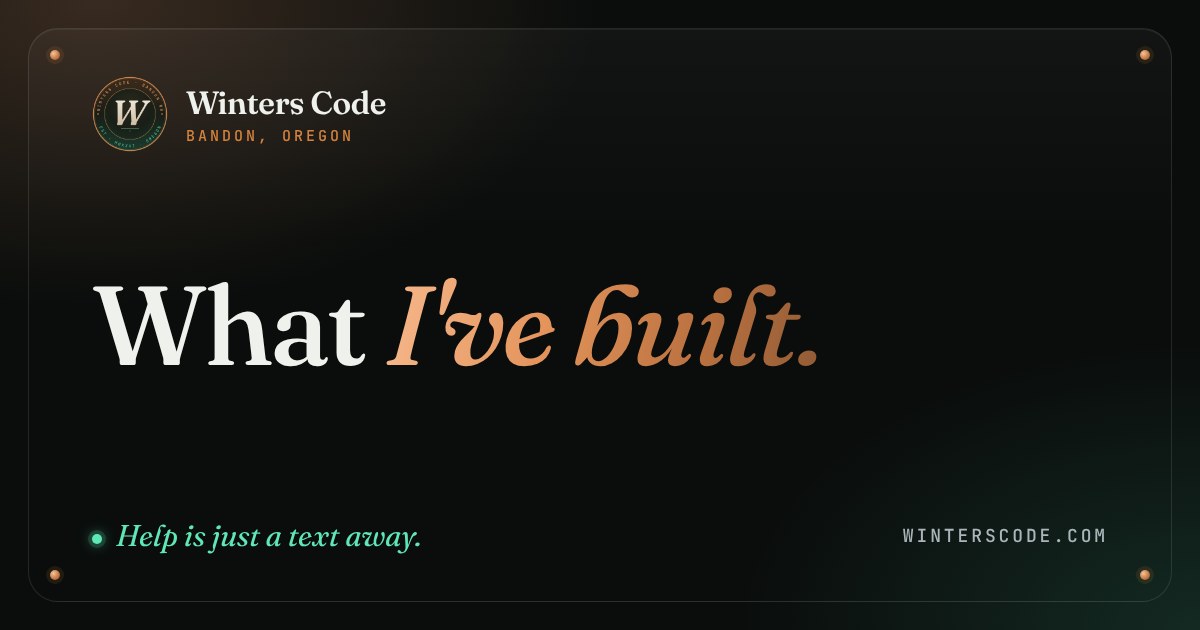 W
Winters Code
BANDON, OREGON
What I've built.
Help is just a text away.
WINTERSCODE.COM